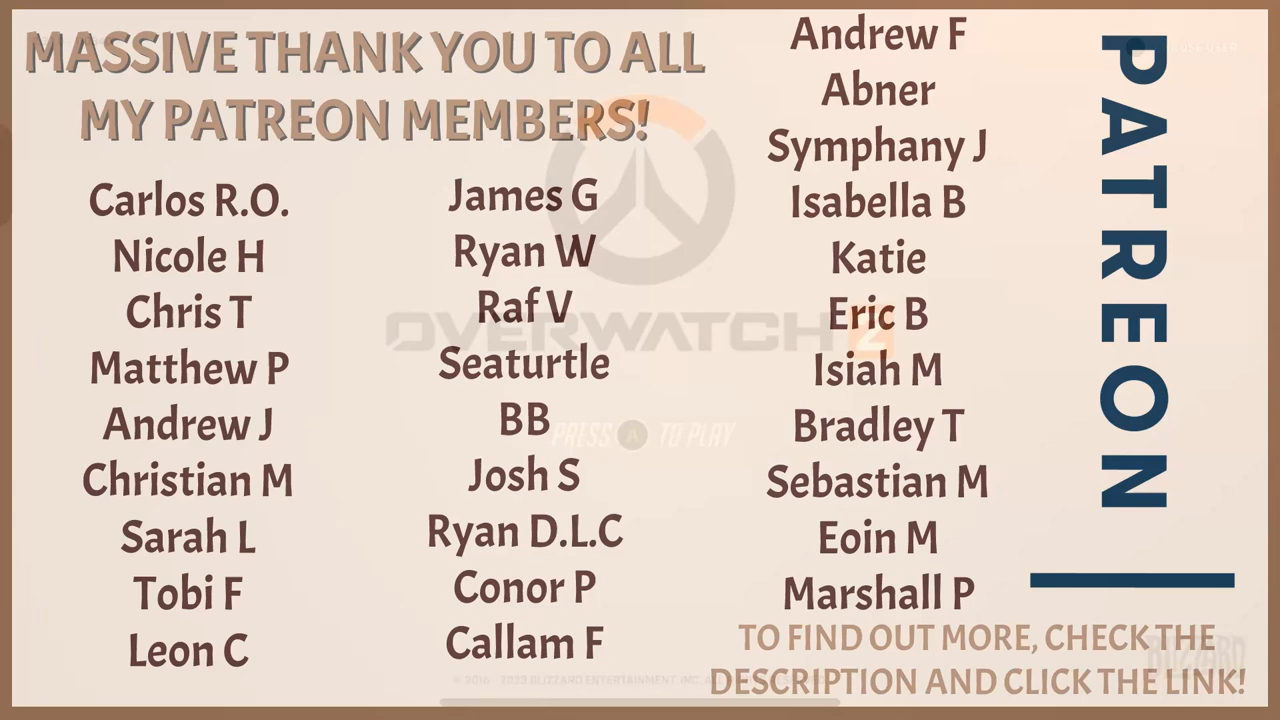 MASSIVE THANK YOU TO ALL
MY PATREON MEMBERS!
Carlos R.O.
Nicole H
Chris T
Matthew P
Andrew J
Christian M
Sarah L
Tobi F
Leon C
James G
Ryan W
Raf V
Seaturtle
BB
Josh S
Ryan D.L.C
Conor P
Callam F
Andrew F
Abner
Symphany J
Isabella B
Katie
Eric B
Isiah M
Bradley T
Sebastian M
Eoin M
Marshall P
PATREON
TO FIND OUT MORE, CHECK THE
DESCRIPTION AND CLICK THE LINK!
OVERWATCH 2
PRESS A TO PLAY
BLIZZARD